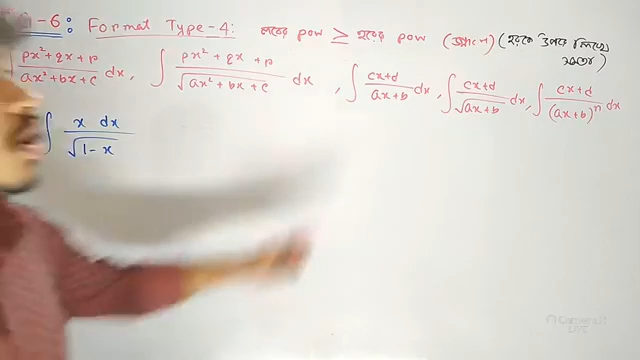 -6: Format Type-4: লবের pow ≥ হরের pow (হরকে উপরে লিখে
∫ px² + qx + p / ax² + bx + c dx, ∫ px² + qx + p / √(ax² + bx + c) dx, ∫ cx+d / ax+b dx, ∫ cx+d / √(ax+b) dx, ∫ cx+d / (ax+b)ⁿ dx
∫ x dx / √(1-x)